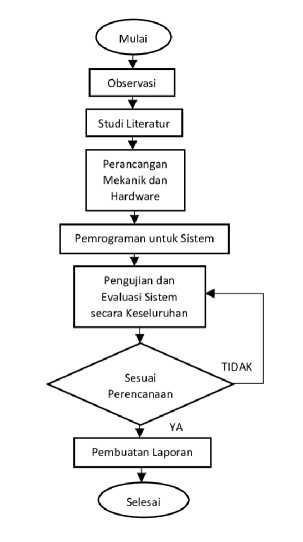 Mulai
Observasi
Studi Literatur
Perancangan
Mekanik dan
Hardware
Pemrograman untuk Sistem
Pengujian dan
Evaluasi Sistem
secara Keseluruhan
Sesuai
Perencanaan
TIDAK
YA
Pembuatan Laporan
Selesai